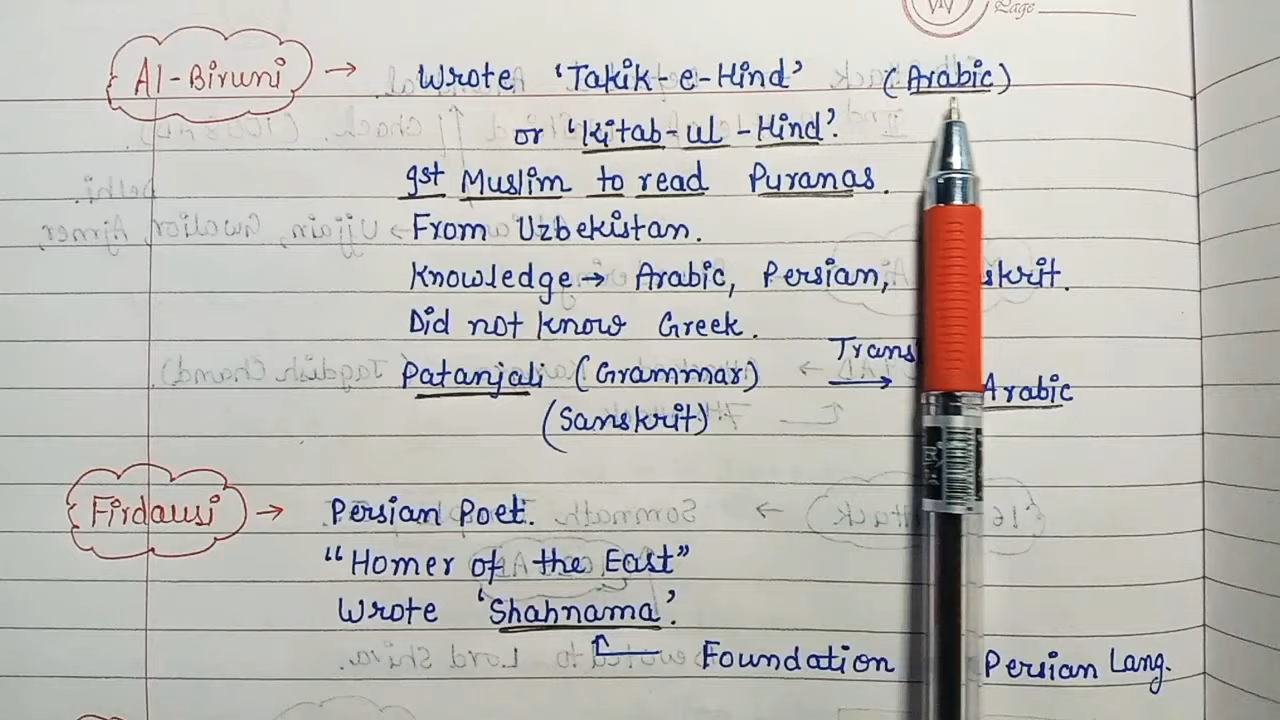 Page
Al-Biruni → Wrote 'Takik-e-Hind' (Arabic)
or 'Kitab-ul-Hind'.
1st Muslim to read Puranas.
From Uzbekistan.
Knowledge → Arabic, Persian, skrit.
Did not know Greek.
Trans
Patanjali (Grammar) → Arabic
(Sanskrit)
Firdausi → Persian Poet.
"Homer of the East"
Wrote 'Shahnama'.
Foundation Persian Lang.